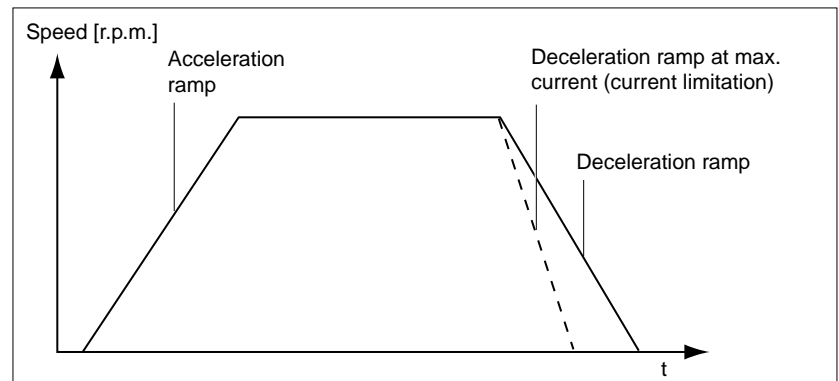 Speed [r.p.m.]
Acceleration
ramp
Deceleration ramp at max.
current (current limitation)
Deceleration ramp
t